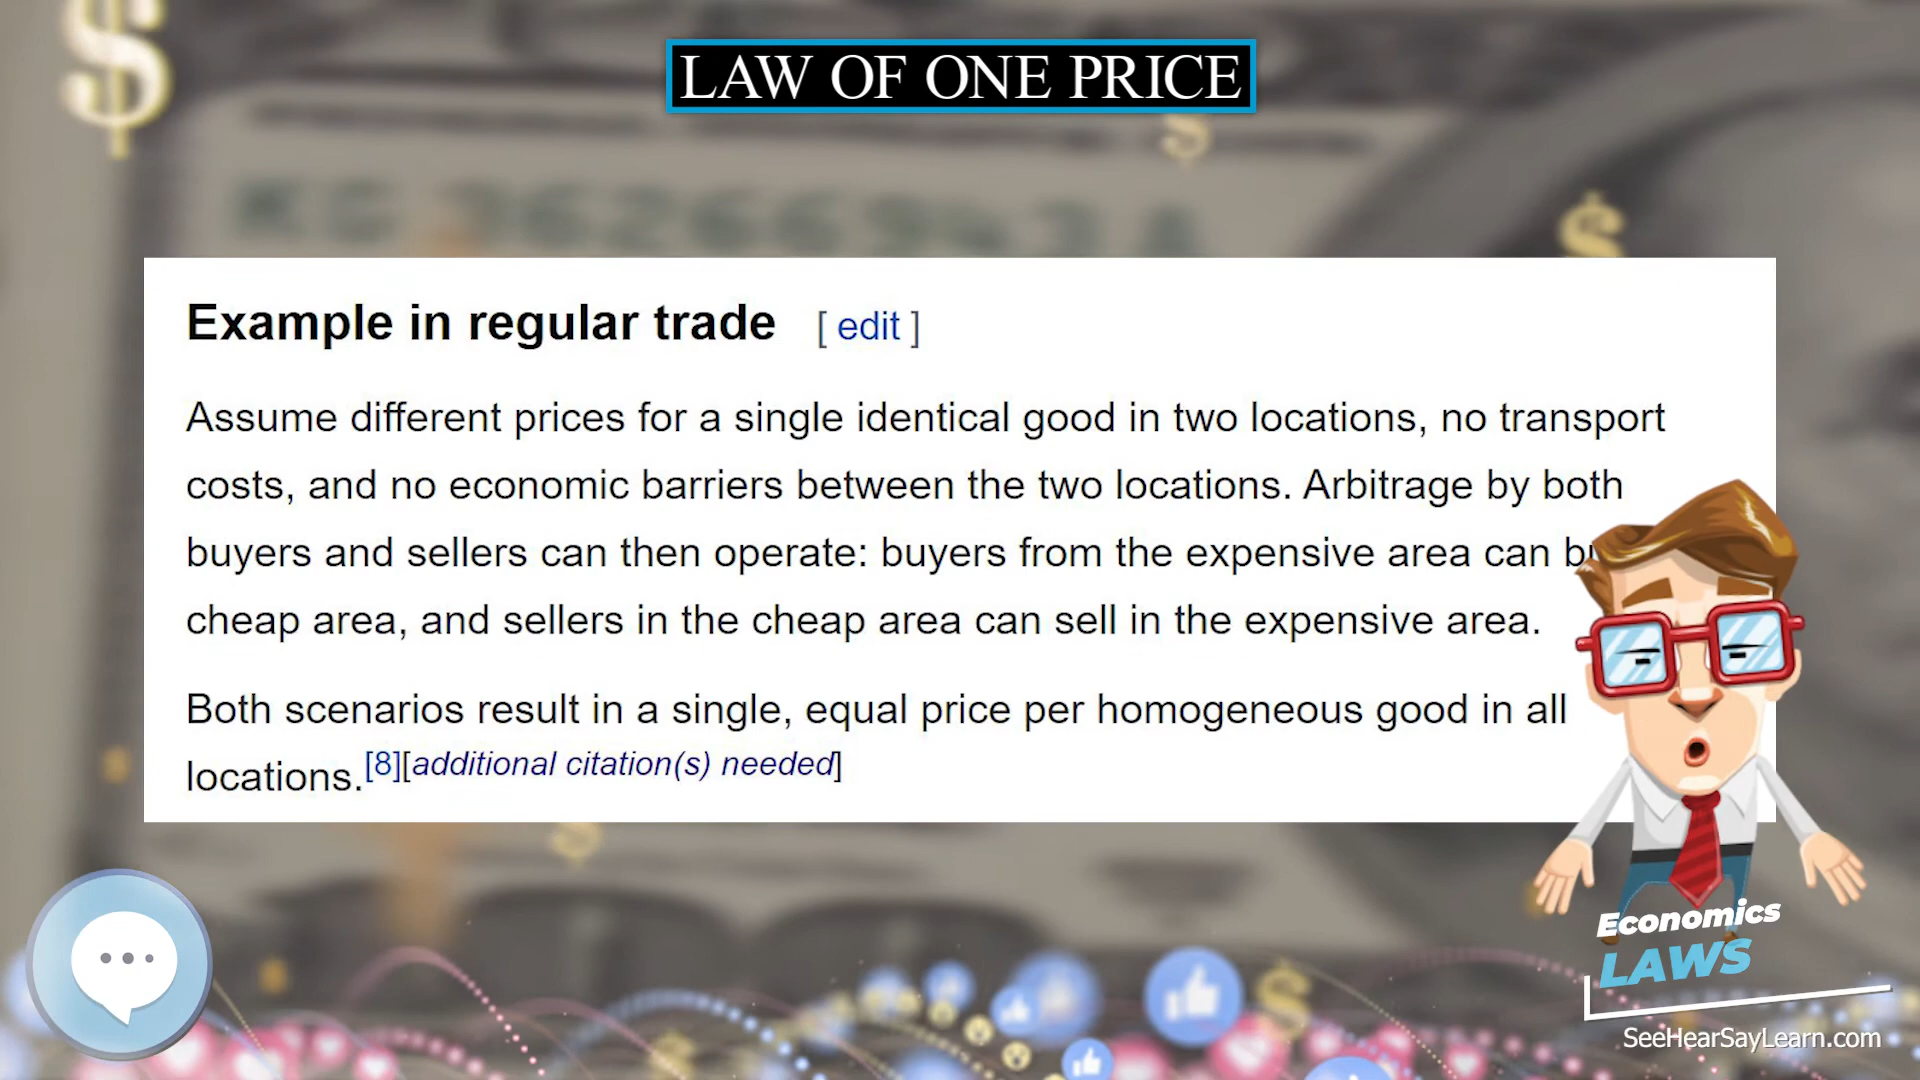 LAW OF ONE PRICE
Example in regular trade [ edit ]
Assume different prices for a single identical good in two locations, no transport
costs, and no economic barriers between the two locations. Arbitrage by both
buyers and sellers can then operate: buyers from the expensive area can
cheap area, and sellers in the cheap area can sell in the expensive area.
Both scenarios result in a single, equal price per homogeneous good in all
locations.[8][additional citation(s) needed]
Economics
LAWS
SeeHearSayLearn.com